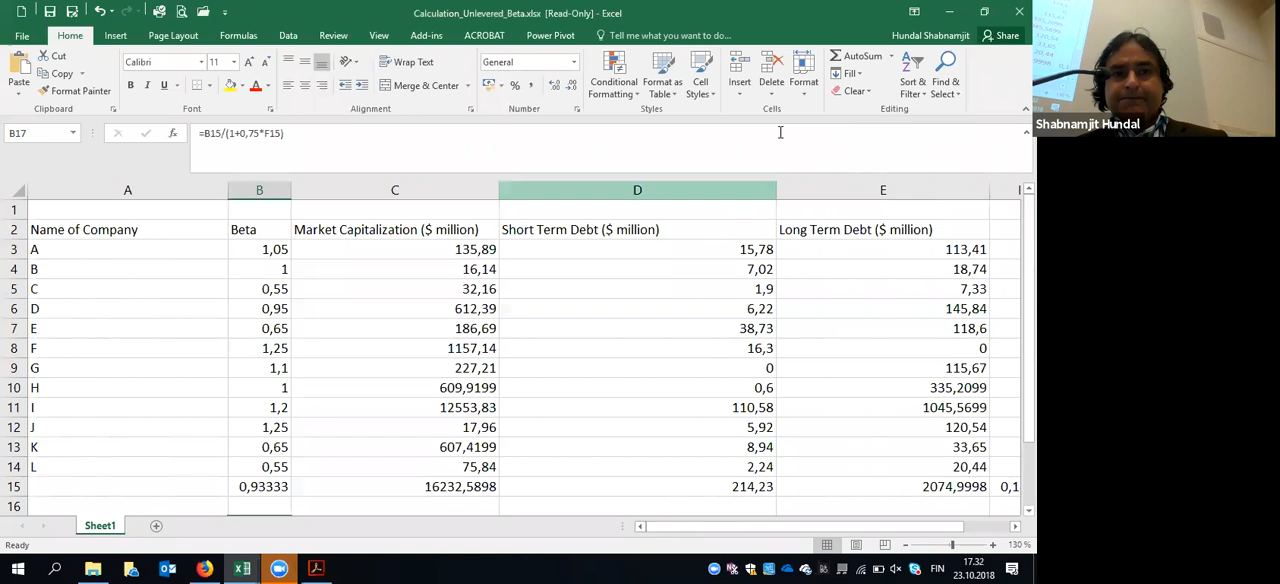 Calculation_Unlevered_Beta.xlsx [Read-Only] - Excel
File Home Insert Page Layout Formulas Data Review View Add-ins ACROBAT Power Pivot Tell me what you want to do... Hundal Shabnamjit Share
Paste Cut Copy Format Painter
Calibri 11 A A B I U A
Wrap Text Merge & Center
General % , 
Conditional Formatting Format as Table Cell Styles
Insert Delete Format
AutoSum Fill Clear Sort & Filter Find & Select
Clipboard Font Alignment Number Styles Cells Editing
B17 fx =B15/(1+0,75*F15)
A B C D E
1
2 Name of Company Beta Market Capitalization ($ million) Short Term Debt ($ million) Long Term Debt ($ million)
3 A 1,05 135,89 15,78 113,41
4 B 1 16,14 7,02 18,74
5 C 0,55 32,16 1,9 7,33
6 D 0,95 612,39 6,22 145,84
7 E 0,65 186,69 38,73 118,6
8 F 1,25 1157,14 16,3 0
9 G 1,1 227,21 0 115,67
10 H 1 609,9199 0,6 335,2099
11 I 1,2 12553,83 110,58 1045,5699
12 J 1,25 17,96 5,92 120,54
13 K 0,65 607,4199 8,94 33,65
14 L 0,55 75,84 2,24 20,44
15 0,93333 16232,5898 214,23 2074,9998 0,1
16
Sheet1
Ready 130 %
FIN 17.32
23.10.2018
Shabnamjit Hundal